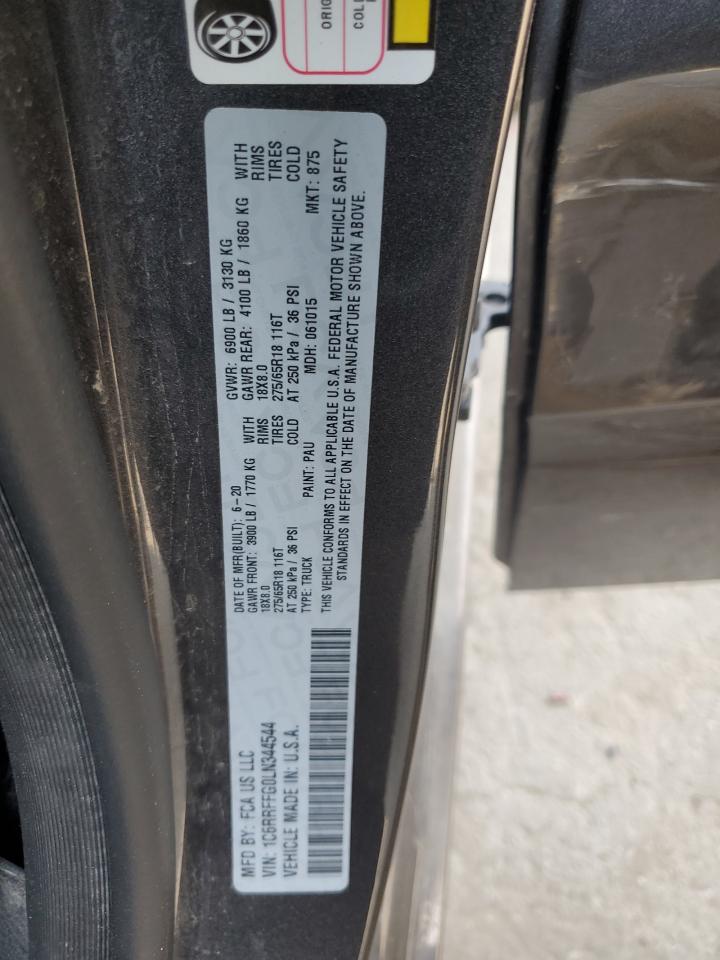 ORIG
COLD
MFD BY: FCA US LLC
VIN: 1C6RRFFG0LN344544
VEHICLE MADE IN: U.S.A.
DATE OF MFR(BUILT): 6-20 GVWR: 6900 LB / 3130 KG
GAWR FRONT: 3900 LB / 1770 KG WITH GAWR REAR: 4100 LB / 1860 KG WITH
18X8.0 RIMS 18X8.0 RIMS
275/65R18 116T TIRES 275/65R18 116T TIRES
AT 250 kPa / 36 PSI COLD AT 250 kPa / 36 PSI COLD
TYPE: TRUCK PAINT: PAU MDH: 061015 MKT: 875
THIS VEHICLE CONFORMS TO ALL APPLICABLE U.S.A. FEDERAL MOTOR VEHICLE SAFETY
STANDARDS IN EFFECT ON THE DATE OF MANUFACTURE SHOWN ABOVE.